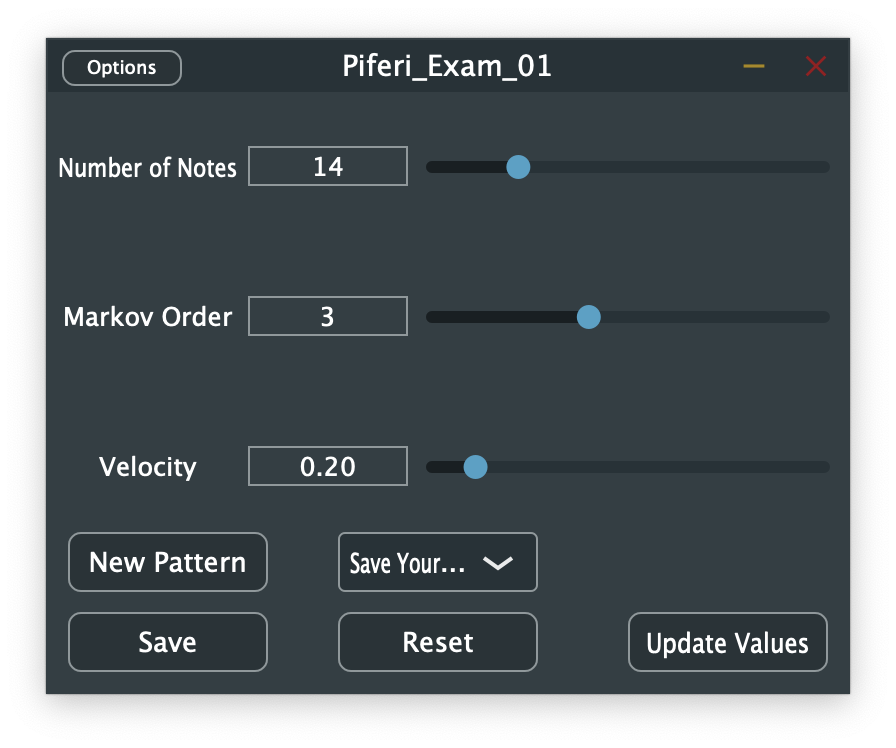 Options
Piferi_Exam_01
Number of Notes
14
Markov Order
3
Velocity
0.20
New Pattern
Save Your...
Save
Reset
Update Values